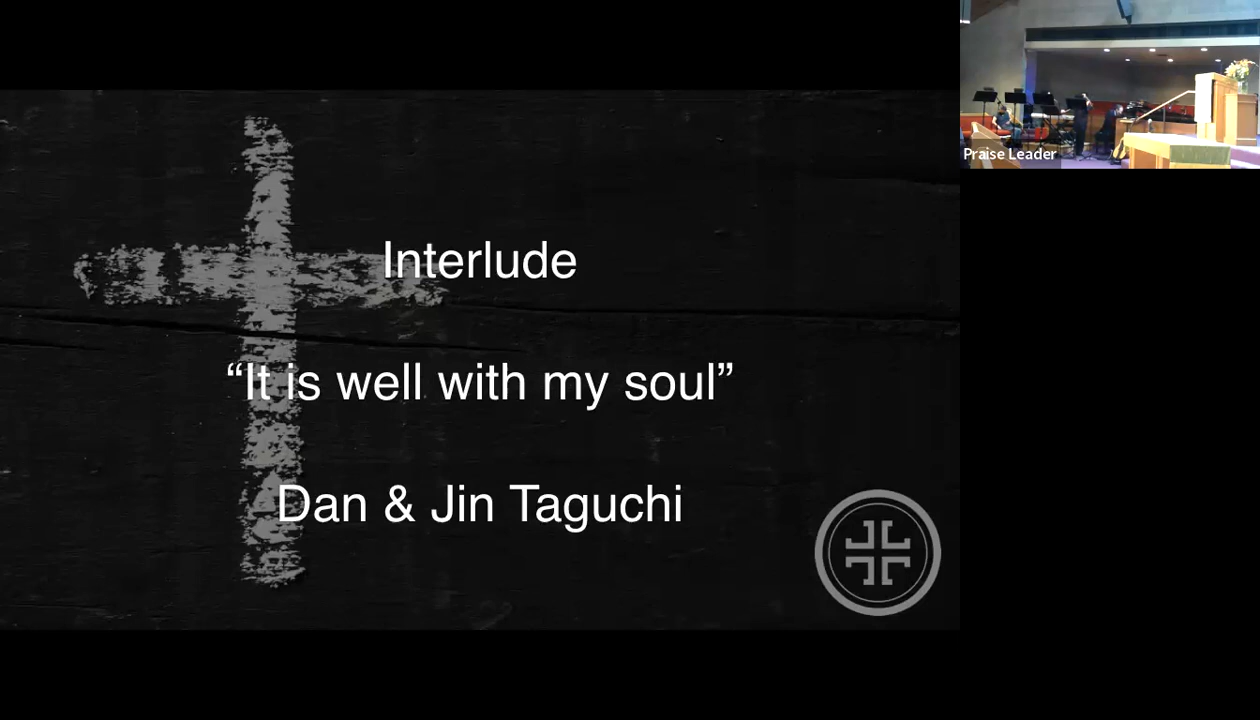 Interlude
“It is well with my soul”
Dan & Jin Taguchi
Praise Leader